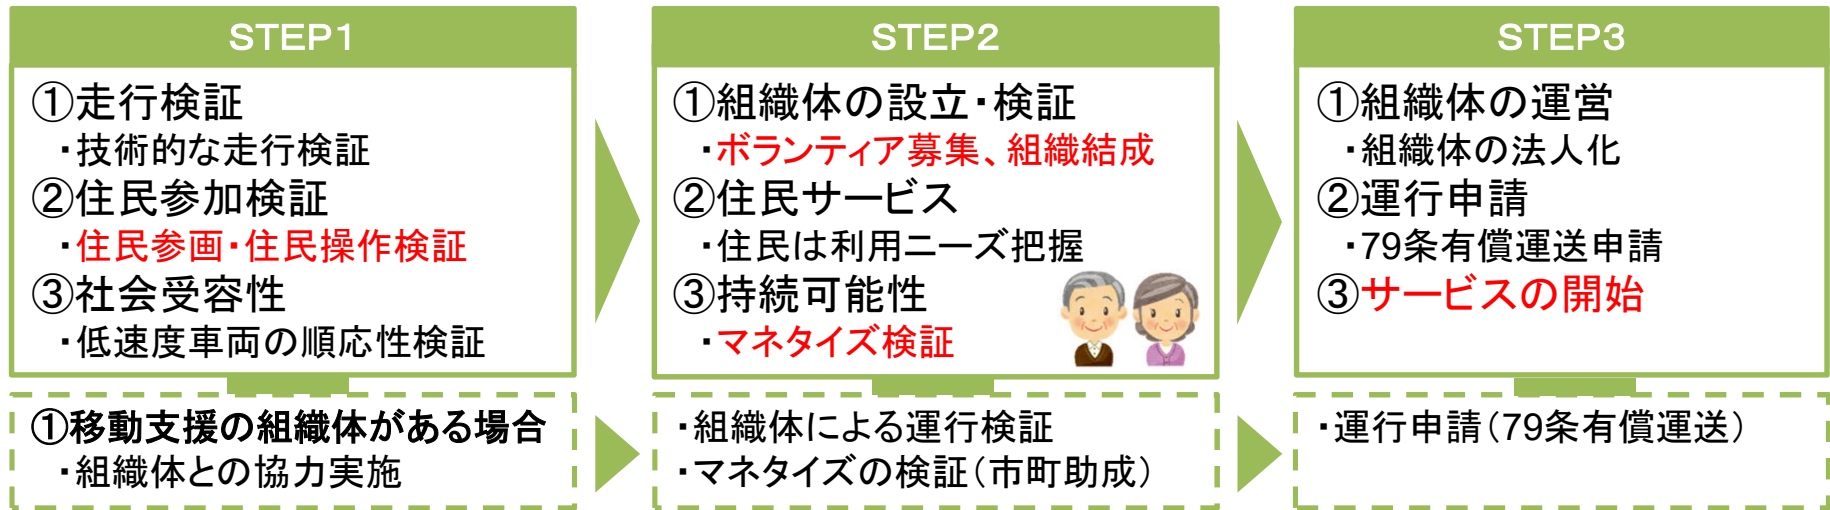 STEP1
①走行検証
・技術的な走行検証
②住民参加検証
・住民参画・住民操作検証
③社会受容性
・低速度車両の順応性検証
STEP2
①組織体の設立・検証
・ボランティア募集、組織結成
②住民サービス
・住民は利用ニーズ把握
③持続可能性
・マネタイズ検証
STEP3
①組織体の運営
・組織体の法人化
②運行申請
・79条有償運送申請
③サービスの開始
①移動支援の組織体がある場合
・組織体との協力実施
・組織体による運行検証
・マネタイズの検証（市町助成）
・運行申請（79条有償運送）